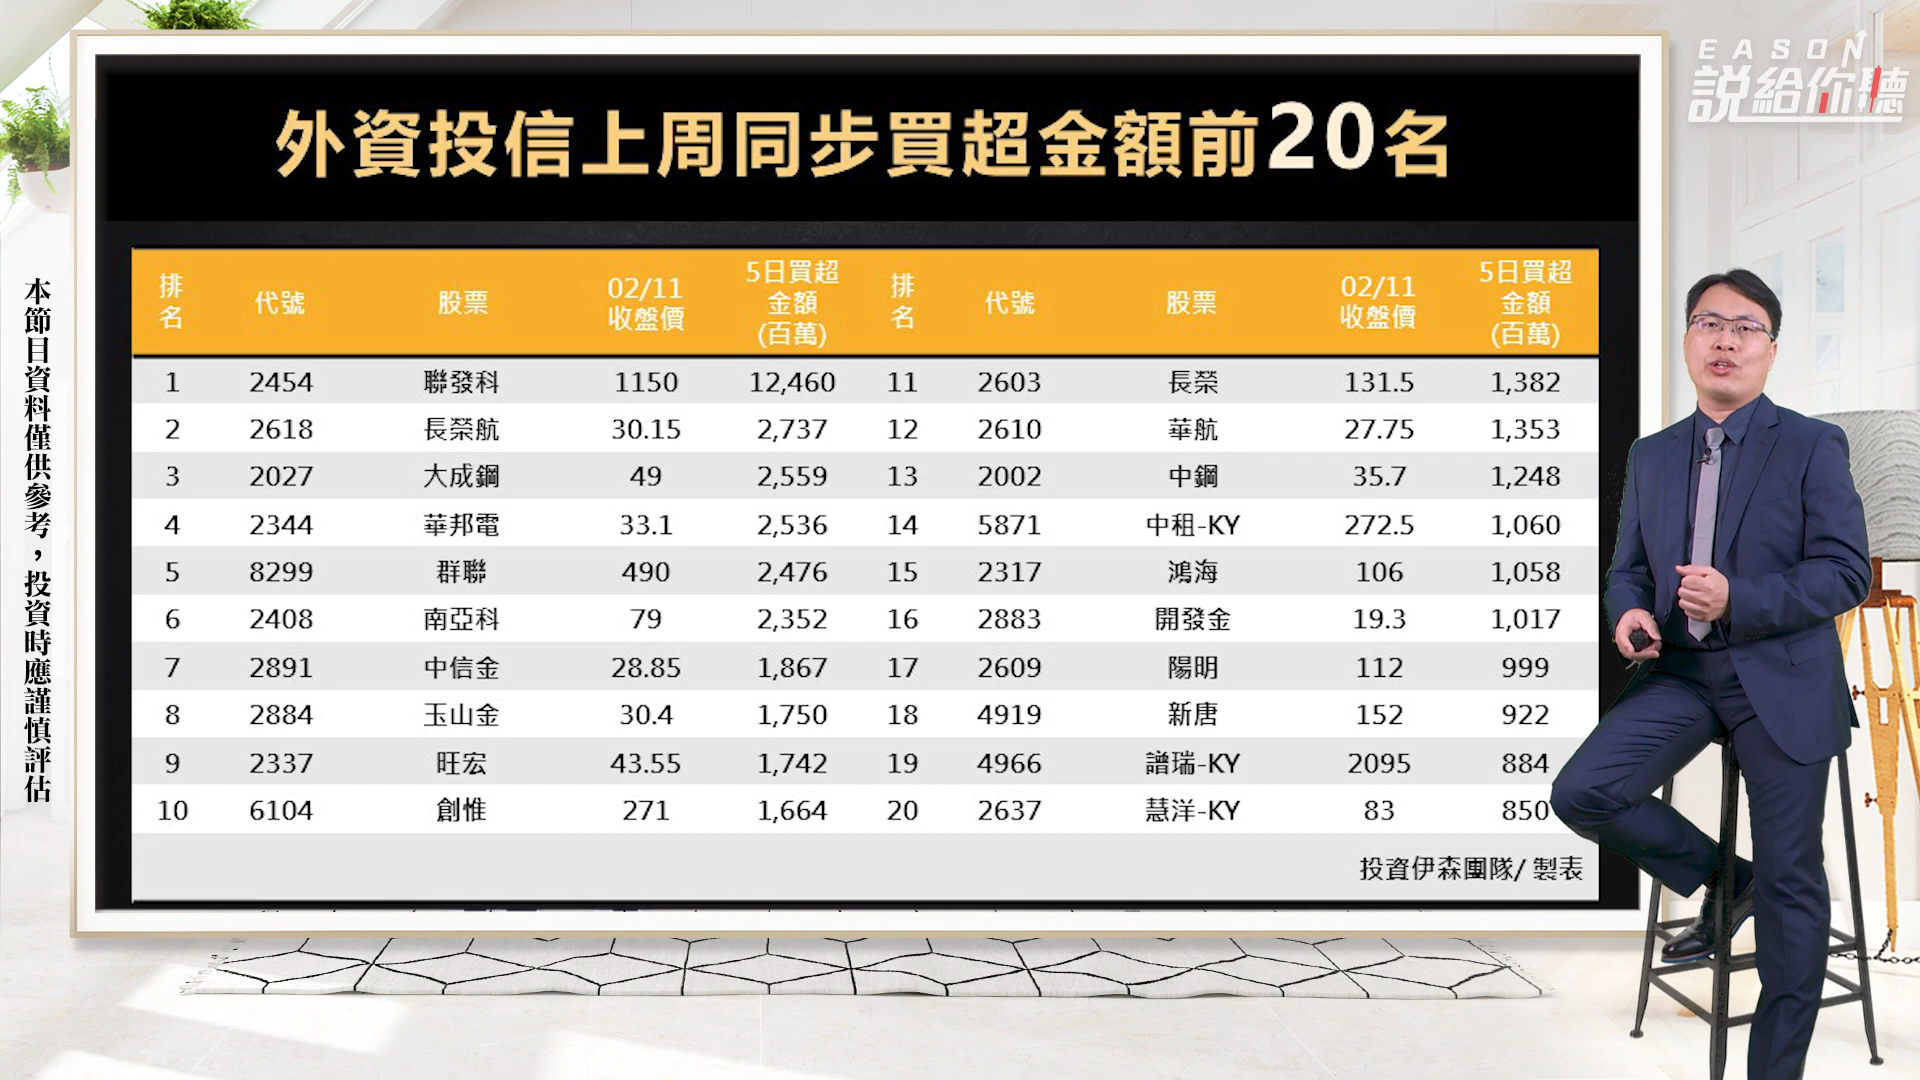 EASON
說給你聽
外資投信上周同步買超金額前20名
本節目資料僅供參考，投資時應謹慎評估
排名 代號 股票 02/11收盤價 5日買超金額(百萬) 排名 代號 股票 02/11收盤價 5日買超金額(百萬)
1 2454 聯發科 1150 12,460 11 2603 長榮 131.5 1,382
2 2618 長榮航 30.15 2,737 12 2610 華航 27.75 1,353
3 2027 大成鋼 49 2,559 13 2002 中鋼 35.7 1,248
4 2344 華邦電 33.1 2,536 14 5871 中租-KY 272.5 1,060
5 8299 群聯 490 2,476 15 2317 鴻海 106 1,058
6 2408 南亞科 79 2,352 16 2883 開發金 19.3 1,017
7 2891 中信金 28.85 1,867 17 2609 陽明 112 999
8 2884 玉山金 30.4 1,750 18 4919 新唐 152 922
9 2337 旺宏 43.55 1,742 19 4966 譜瑞-KY 2095 884
10 6104 創惟 271 1,664 20 2637 慧洋-KY 83 850
投資伊森團隊/ 製表